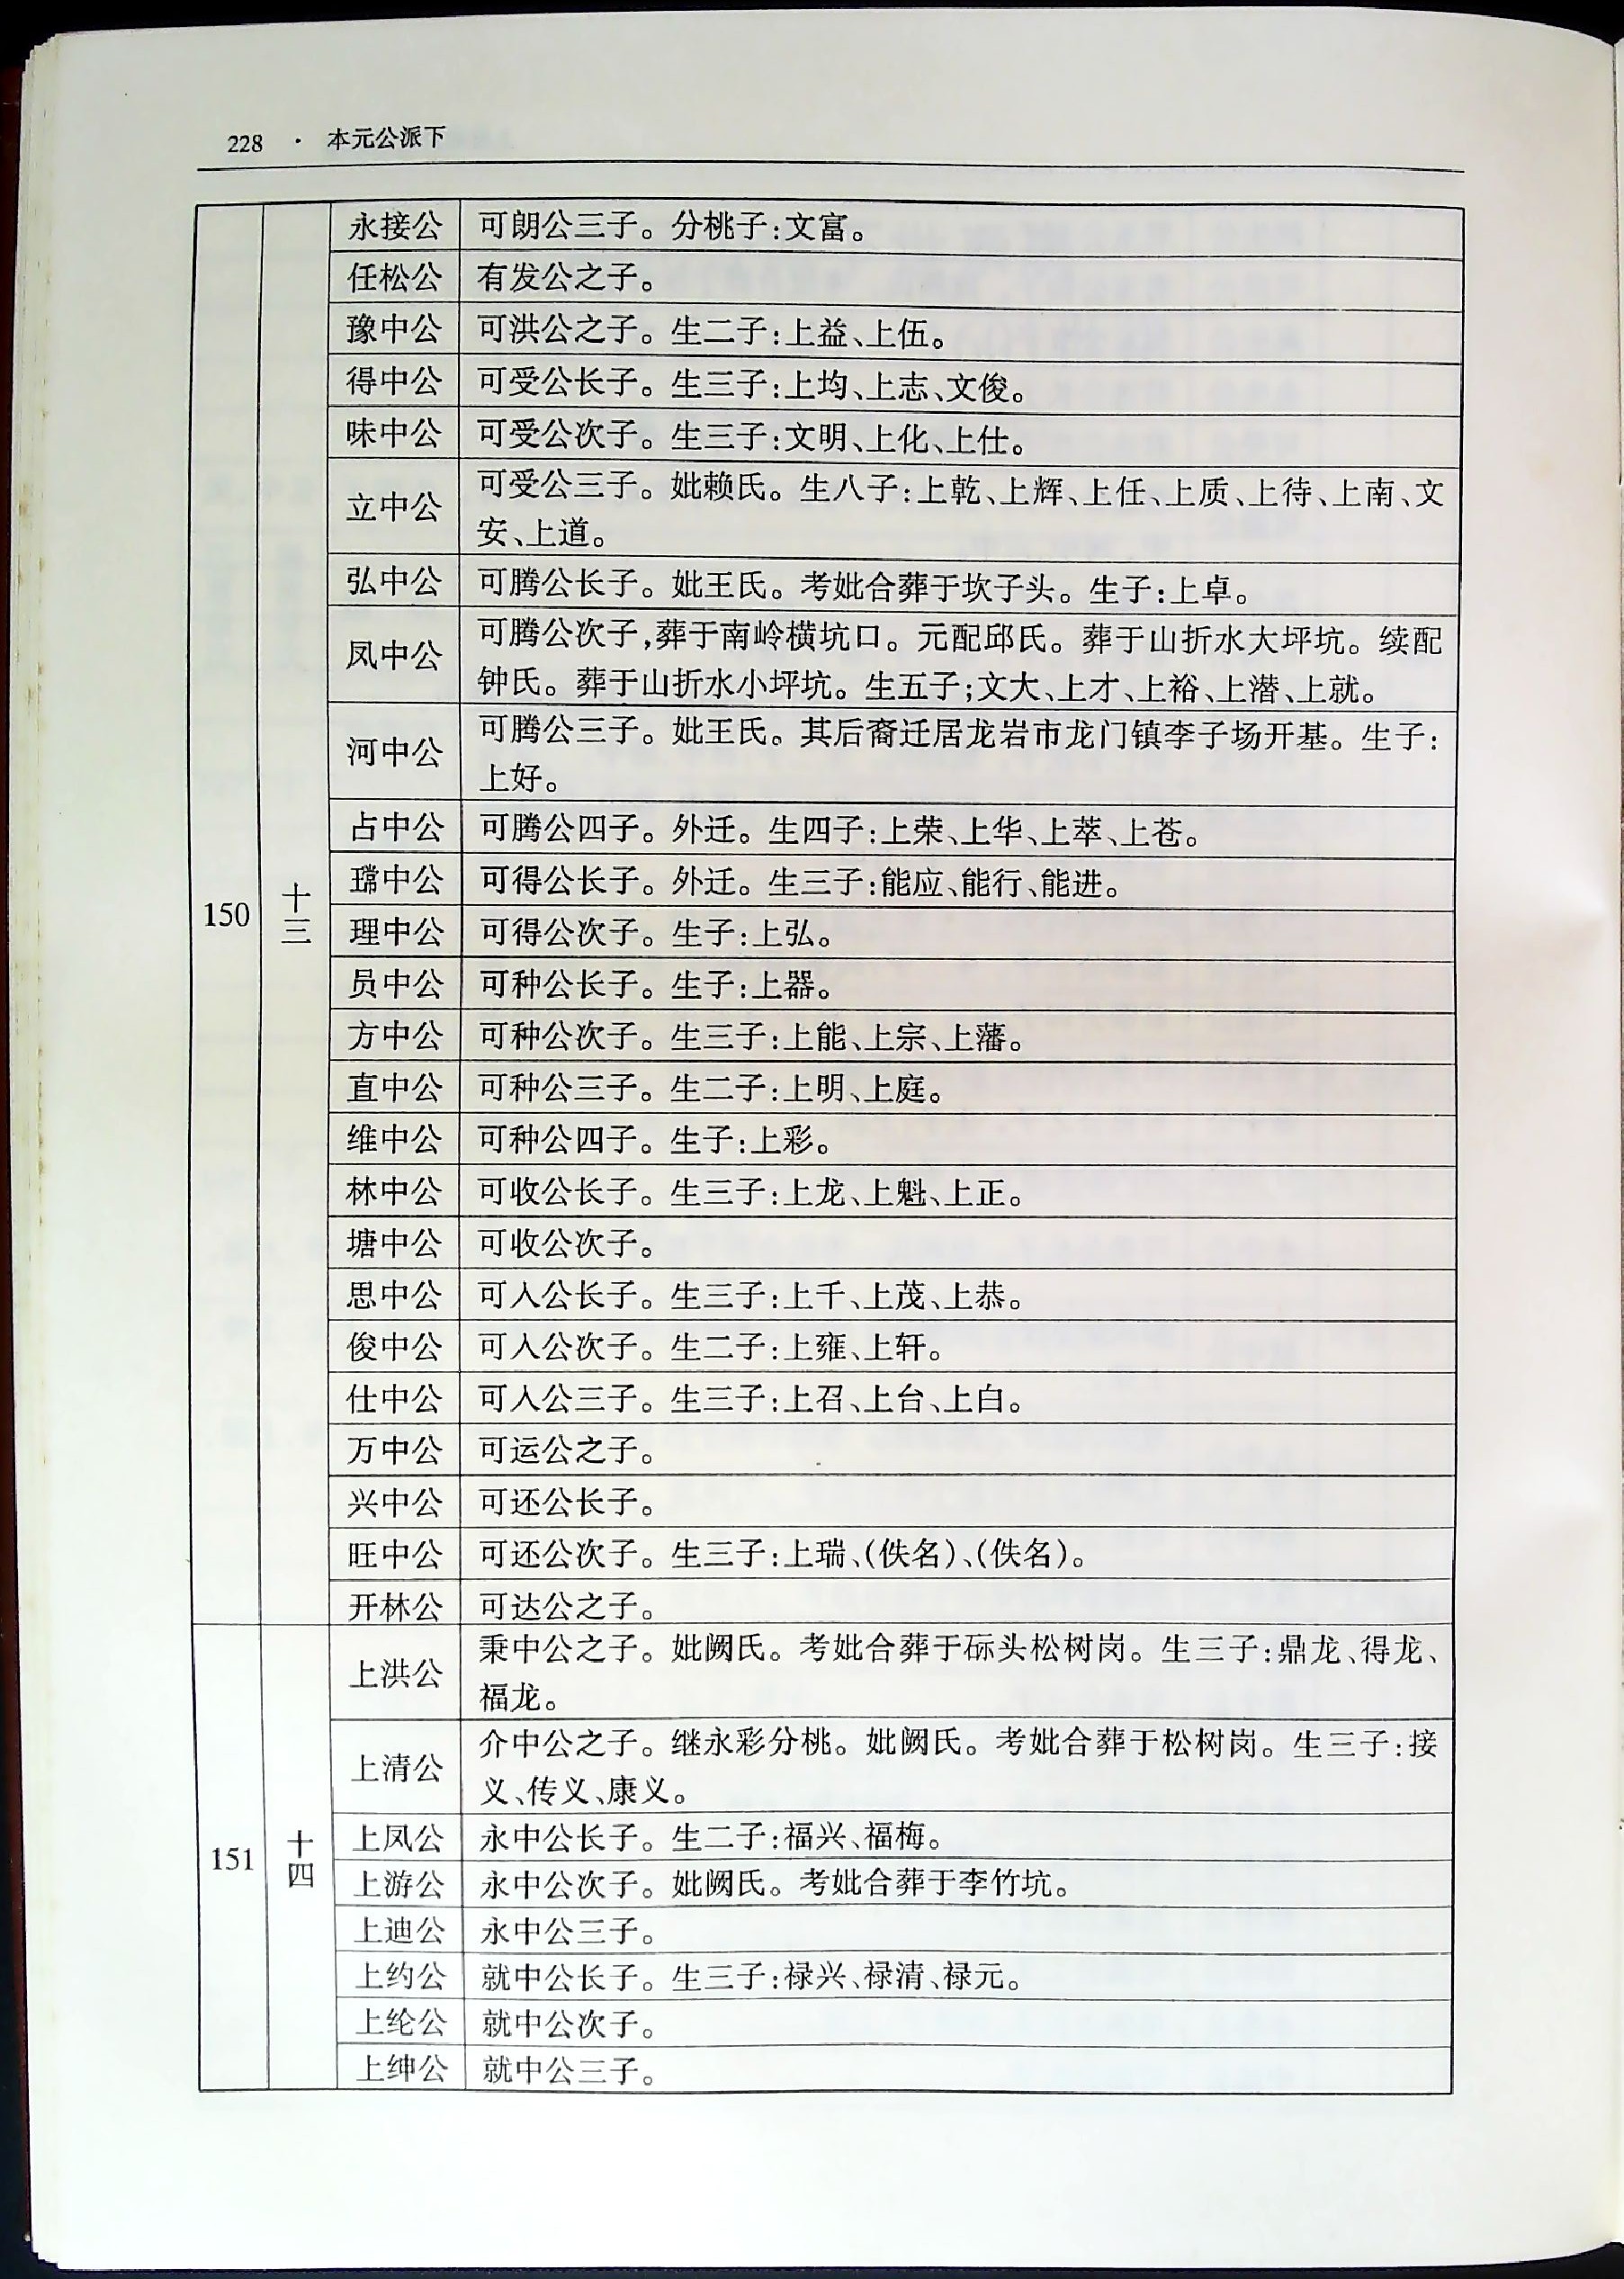 228 · 本元公派下
永接公 可朗公三子。分桃子:文富。
任松公 有发公之子。
豫中公 可洪公之子。生二子:上益、上伍。
得中公 可受公长子。生三子:上均、上志、文俊。
味中公 可受公次子。生三子:文明、上化、上仕。
立中公 可受公三子。妣赖氏。生八子:上乾、上辉、上任、上质、上待、上南、文
安、上道。
弘中公 可腾公长子。妣王氏。考妣合葬于坎子头。生子:上卓。
凤中公 可腾公次子,葬于南岭横坑口。元配邱氏。葬于山折水大坪坑。续配
钟氏。葬于山折水小坪坑。生五子;文大、上才、上裕、上潜、上就。
河中公 可腾公三子。妣王氏。其后裔迁居龙岩市龙门镇李子场开基。生子:
上好。
占中公 可腾公四子。外迁。生四子:上荣、上华、上萃、上苍。
瑺中公 可得公长子。外迁。生三子:能应、能行、能进。
150 十三 理中公 可得公次子。生子:上弘。
员中公 可种公长子。生子:上器。
方中公 可种公次子。生三子:上能、上宗、上藩。
直中公 可种公三子。生二子:上明、上庭。
维中公 可种公四子。生子:上彩。
林中公 可收公长子。生三子:上龙、上魁、上正。
塘中公 可收公次子。
思中公 可人公长子。生三子:上千、上茂、上恭。
俊中公 可人公次子。生二子:上雍、上轩。
仕中公 可人公三子。生三子:上召、上台、上白。
万中公 可运公之子。
兴中公 可还公长子。
旺中公 可还公次子。生三子:上瑞、(佚名)、(佚名)。
开林公 可达公之子。
上洪公 秉中公之子。妣阙氏。考妣合葬于砾头松树岗。生三子:鼎龙、得龙、
福龙。
上清公 介中公之子。继永彩分桃。妣阙氏。考妣合葬于松树岗。生三子:接
义、传义、康义。
151 十四 上凤公 永中公长子。生二子:福兴、福梅。
上游公 永中公次子。妣阙氏。考妣合葬于李竹坑。
上迪公 永中公三子。
上约公 就中公长子。生三子:禄兴、禄清、禄元。
上纶公 就中公次子。
上绅公 就中公三子。